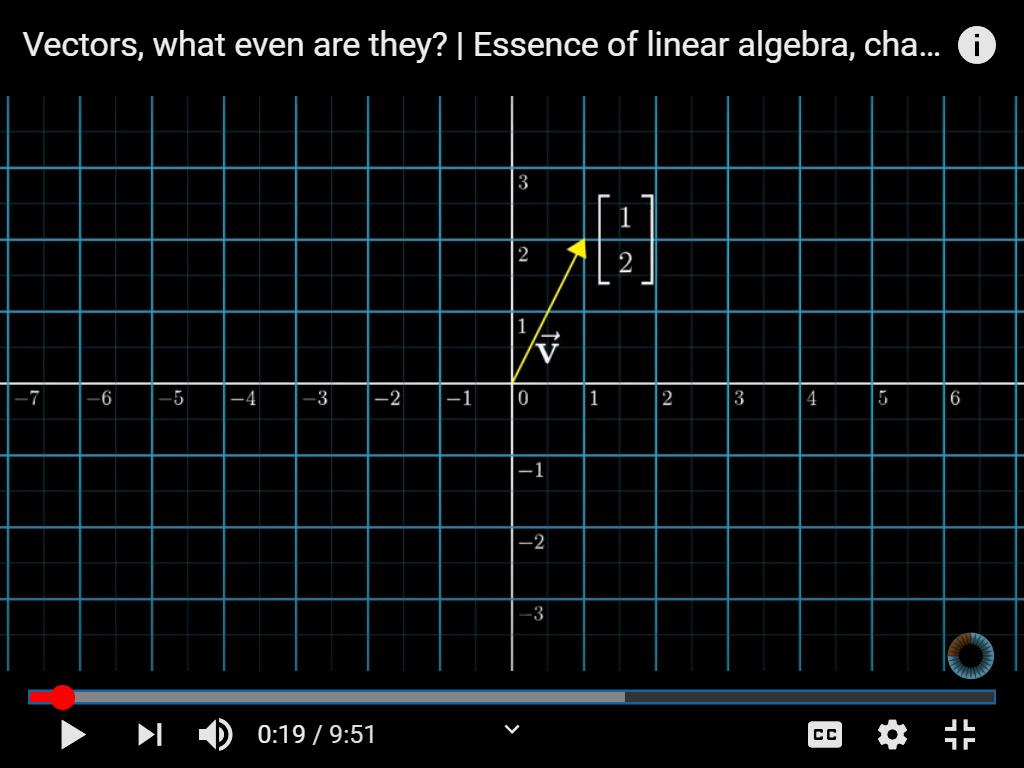 Vectors, what even are they? | Essence of linear algebra, cha...
i
3
1
2
2
1
v⃗
−7 −6 −5 −4 −3 −2 −1 0 1 2 3 4 5 6
−1
−2
−3
0:19 / 9:51
CC